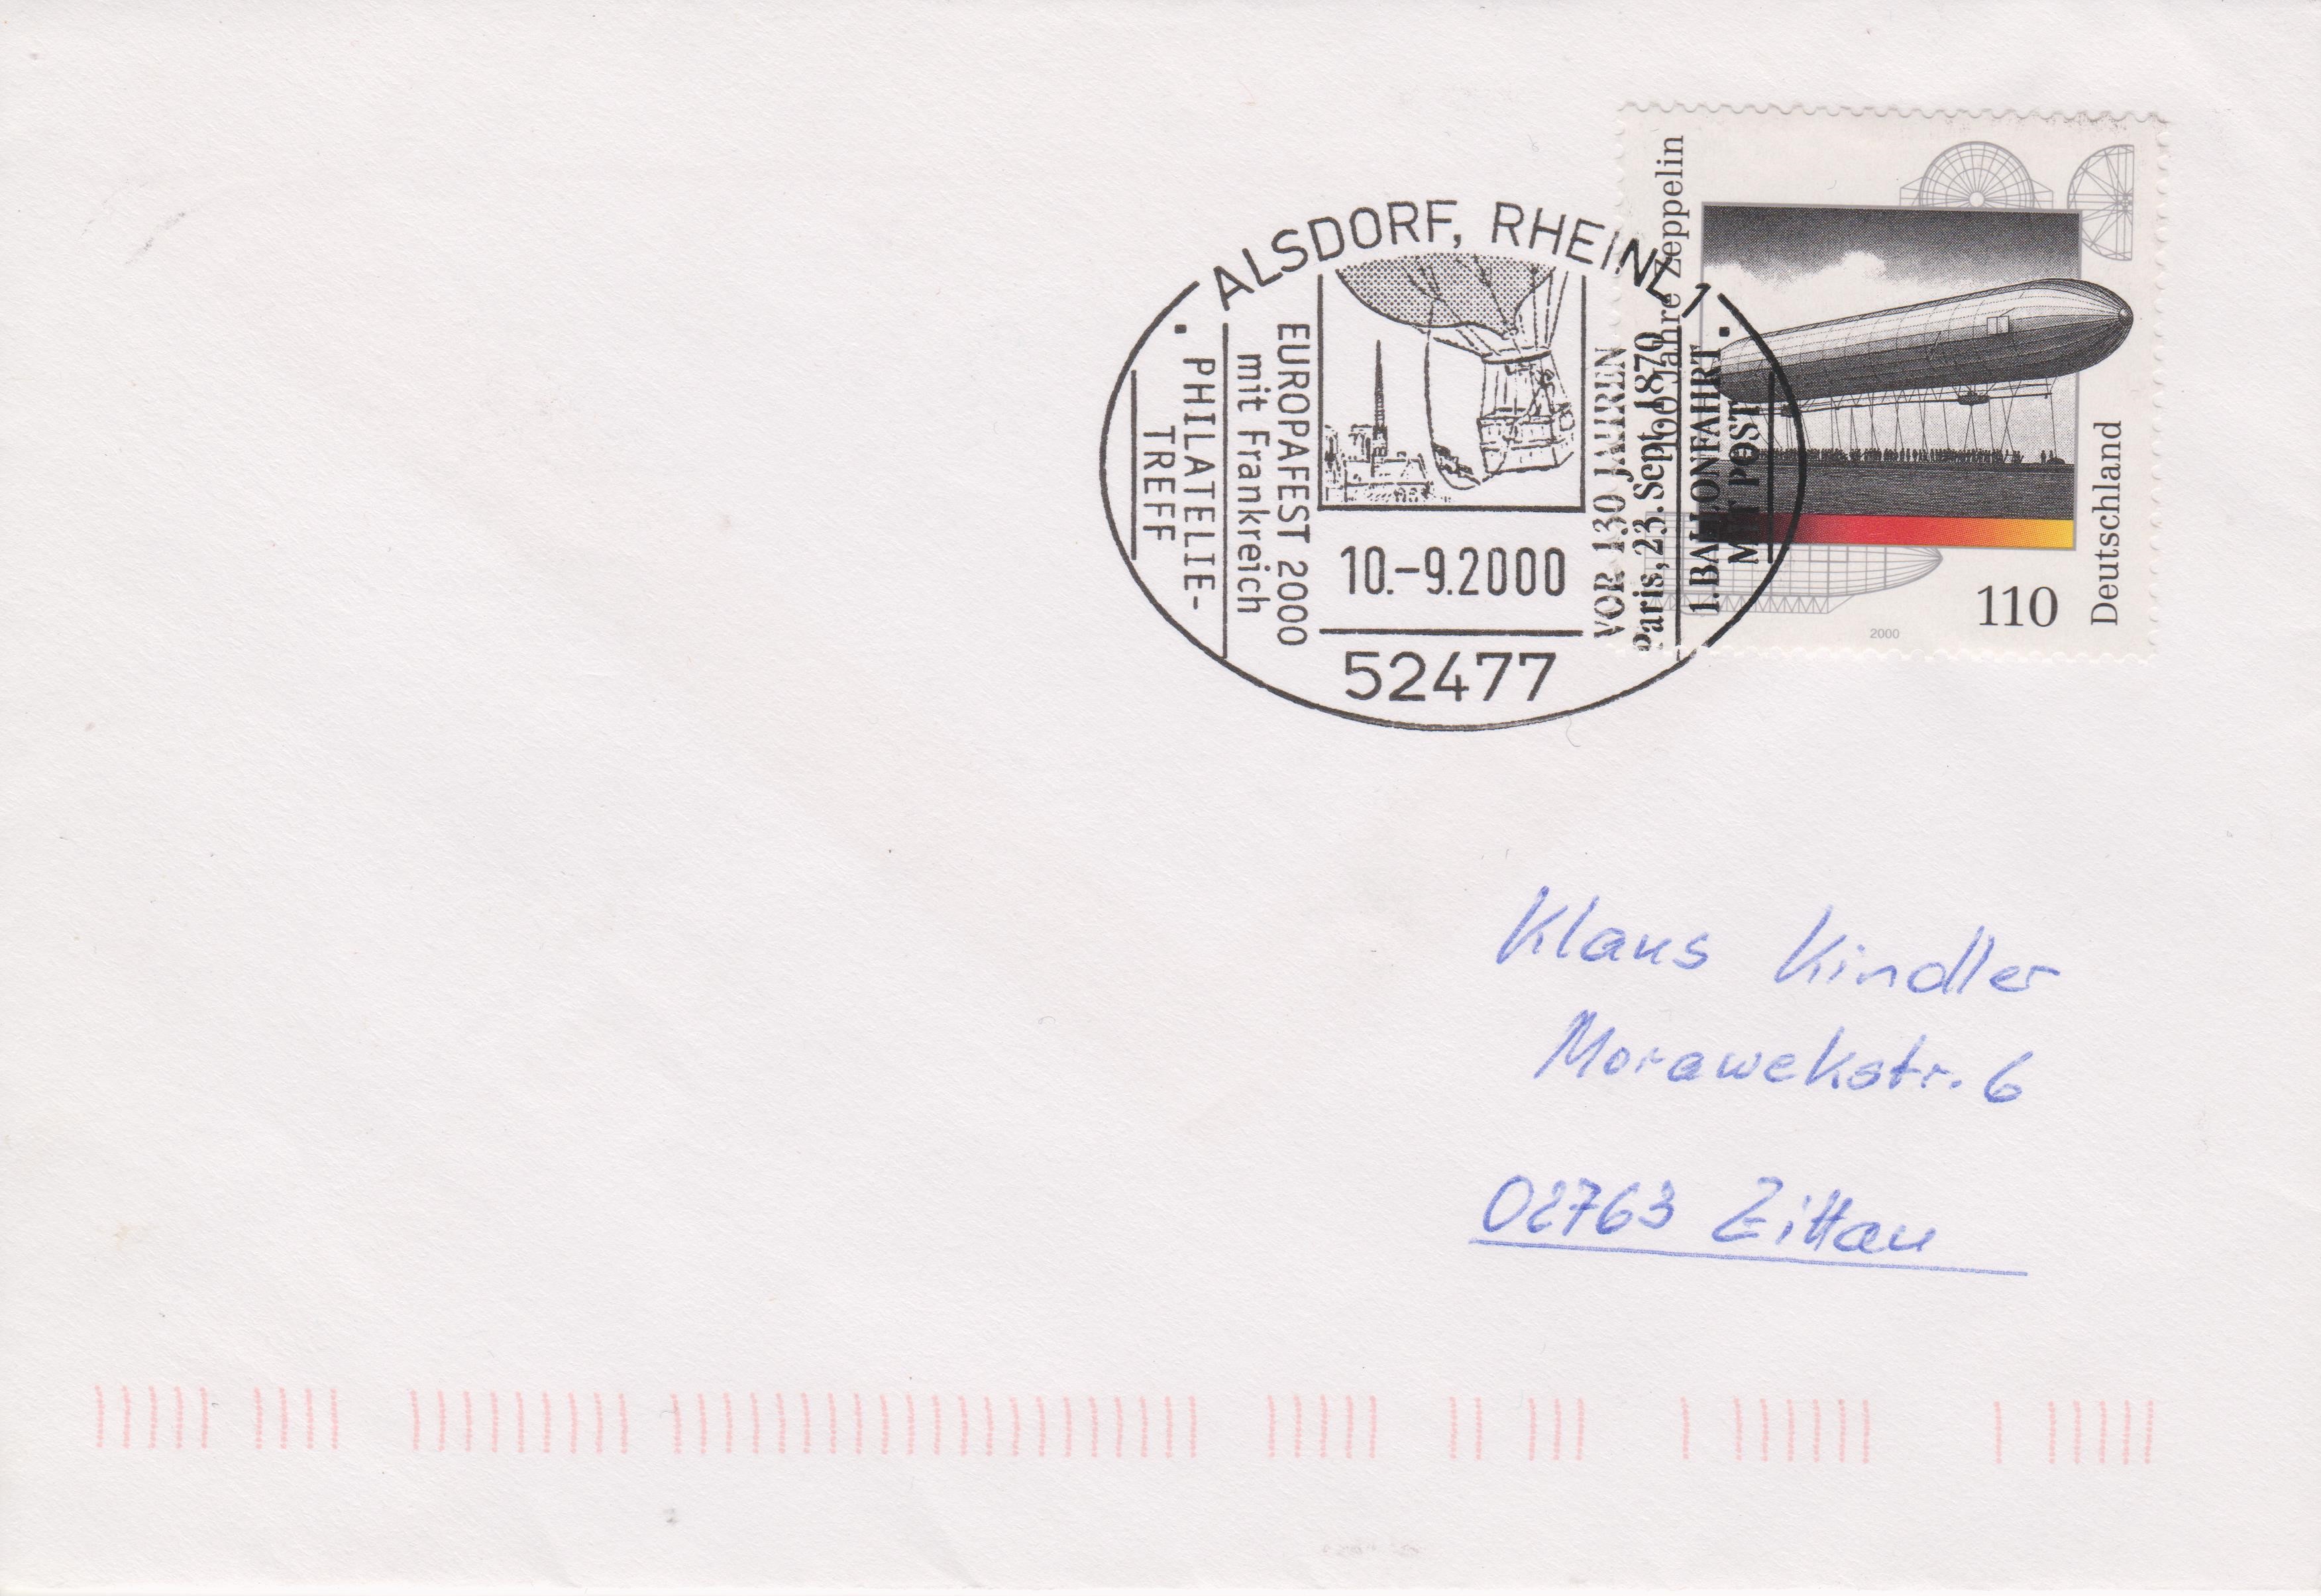 ALSDORF, RHEINL 1
EUROPAFEST 2000
mit Frankreich
PHILATELIE-
TREFF
10.-9.2000
52477
VOR 130 JAHREN
Paris, 23. Sept. 1870
1. BALLONFAHRT
MIT POST
100 Jahre Zeppelin
Deutschland
110
2000
Klaus Kindler
Morawekstr. 6
02763 Zittau